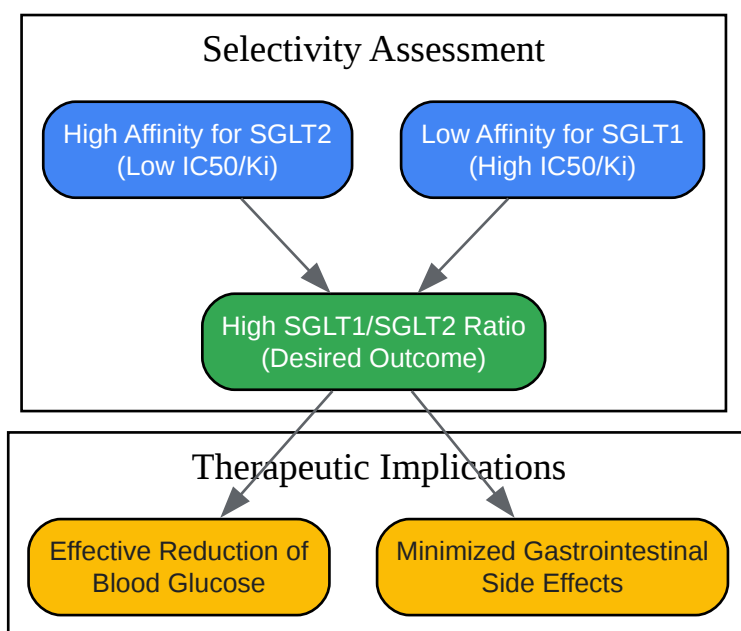 Selectivity Assessment
High Affinity for SGLT2
(Low IC50/Ki)
Low Affinity for SGLT1
(High IC50/Ki)
High SGLT1/SGLT2 Ratio
(Desired Outcome)
Therapeutic Implications
Effective Reduction of
Blood Glucose
Minimized Gastrointestinal
Side Effects